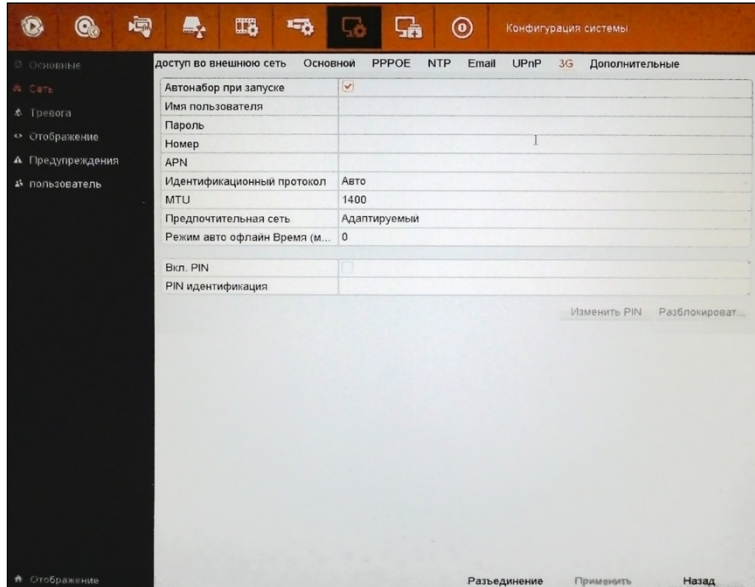 Конфигурация системы
Основные
Сеть
Тревога
Отображение
Предупреждения
пользователь
доступ во внешнюю сеть Основной PPPOE NTP Email UPnP 3G Дополнительные
Автонабор при запуске
Имя пользователя
Пароль
Номер
APN
Идентификационный протокол Авто
MTU 1400
Предпочтительная сеть Адаптируемый
Режим авто офлайн Время (м... 0
Вкл. PIN
PIN идентификация
Изменить PIN Разблокироват...
Отображение
Разъединение Применить Назад